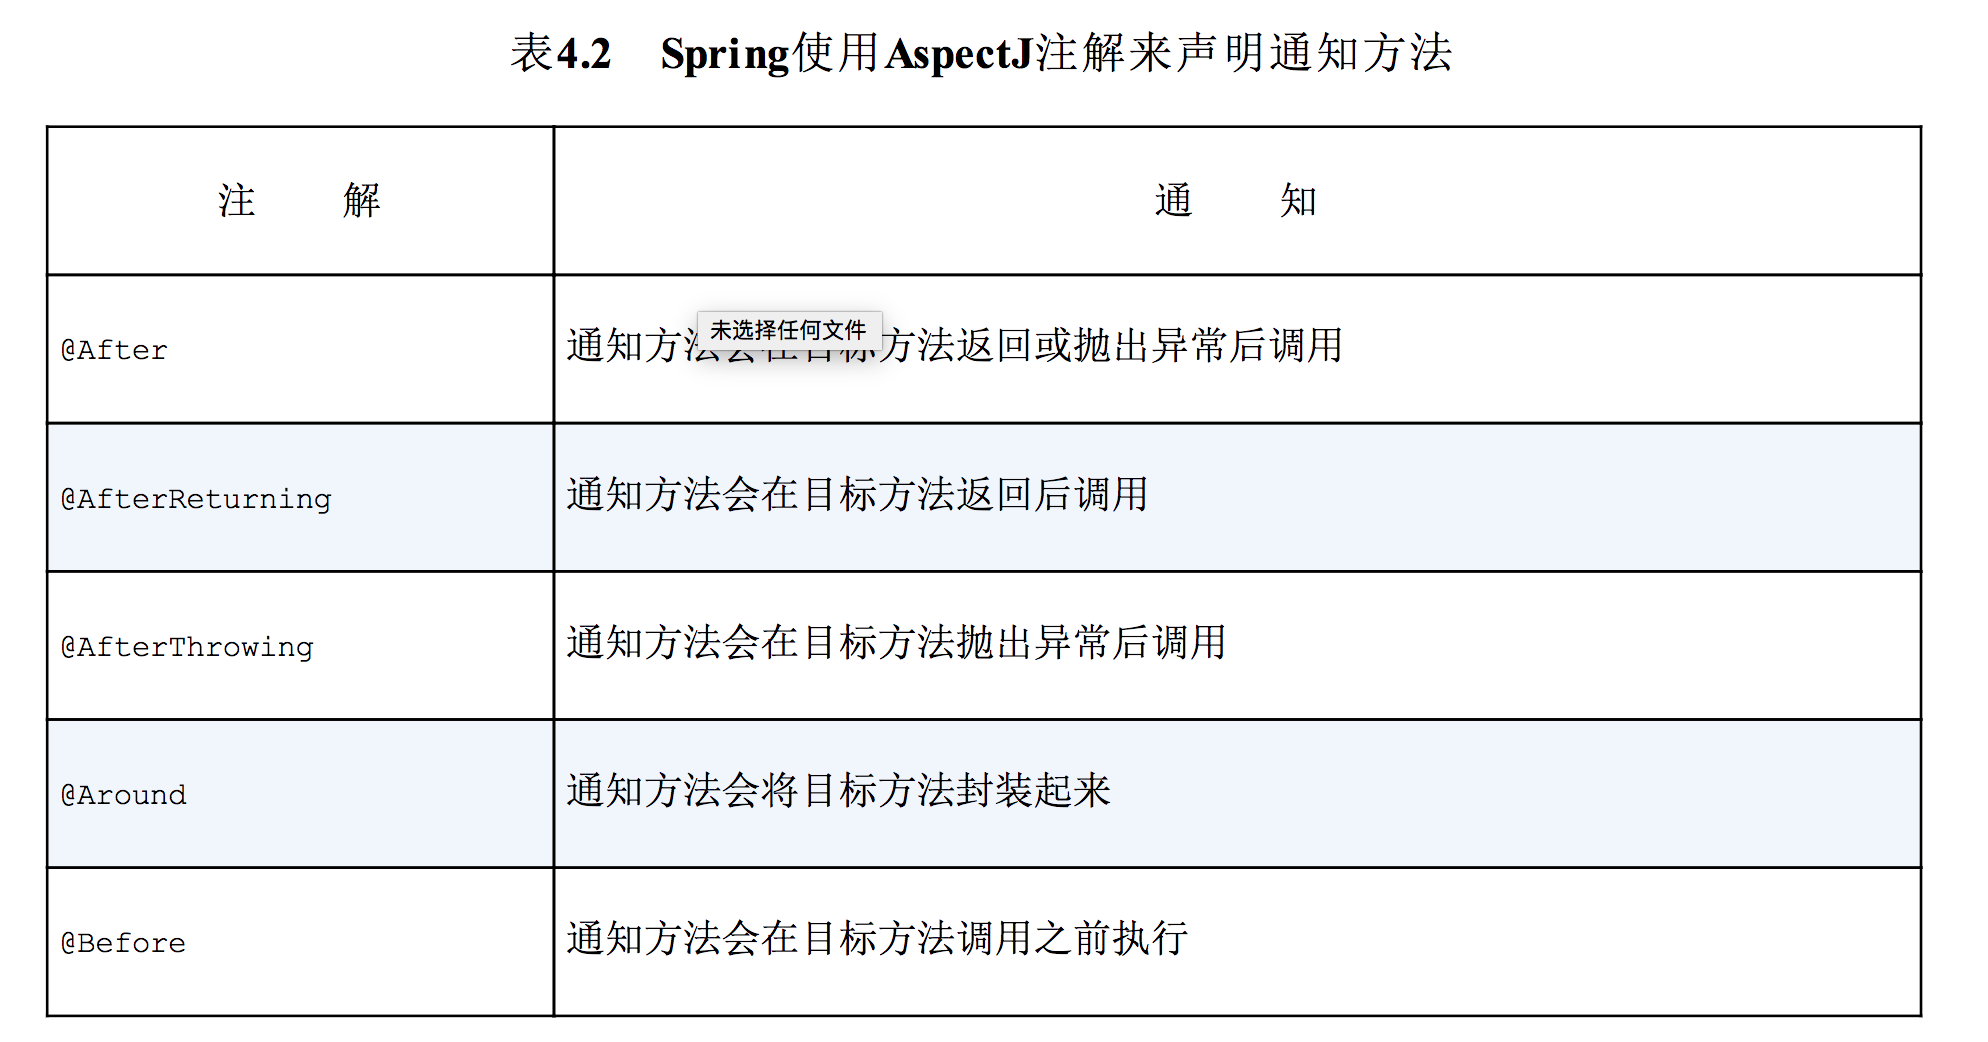 表4.2 Spring使用AspectJ注解来声明通知方法
注 解
通 知
@After
通知方法会在目标方法返回或抛出异常后调用
未选择任何文件
@AfterReturning
通知方法会在目标方法返回后调用
@AfterThrowing
通知方法会在目标方法抛出异常后调用
@Around
通知方法会将目标方法封装起来
@Before
通知方法会在目标方法调用之前执行